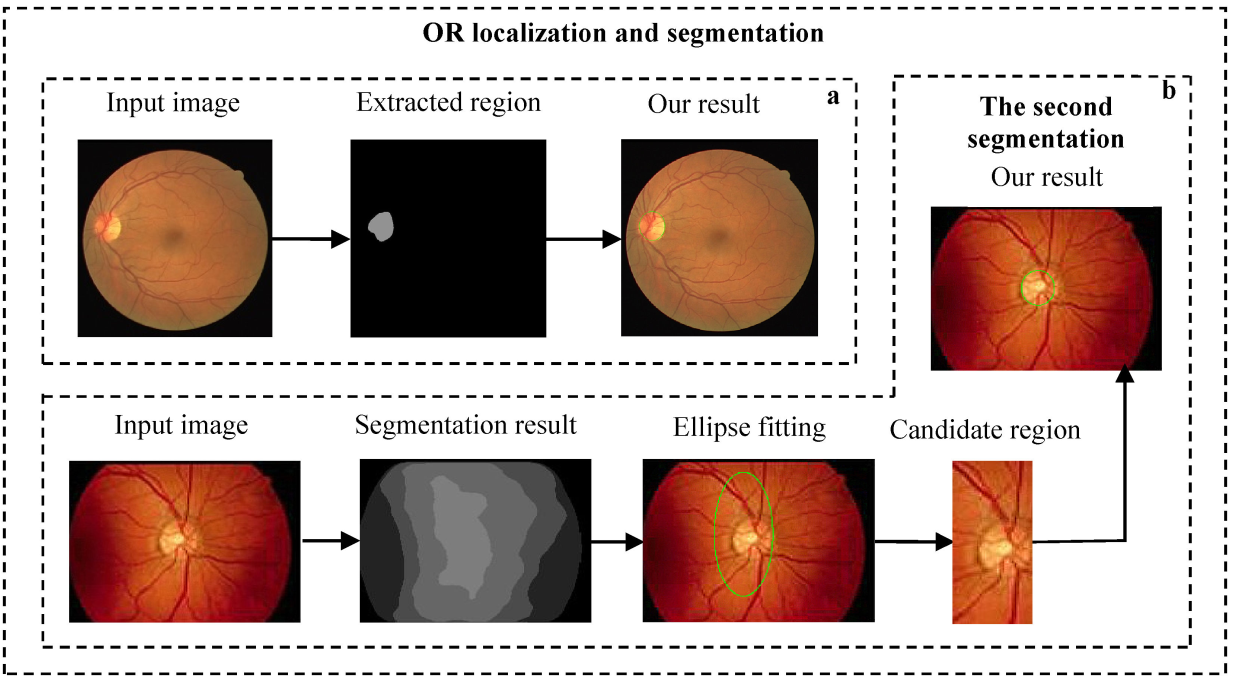 OR localization and segmentation
a
Input image
Extracted region
Our result
b
The second
segmentation
Our result
Input image
Segmentation result
Ellipse fitting
Candidate region